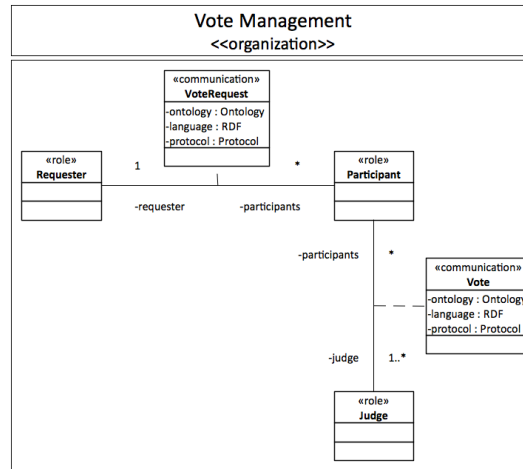 Vote Management
<<organization>>
«communication»
VoteRequest
-ontology : Ontology
-language : RDF
-protocol : Protocol
«role»
Requester
1
*
«role»
Participant
-requester
-participants
-participants
*
«communication»
Vote
-ontology : Ontology
-language : RDF
-protocol : Protocol
-judge
1..*
«role»
Judge